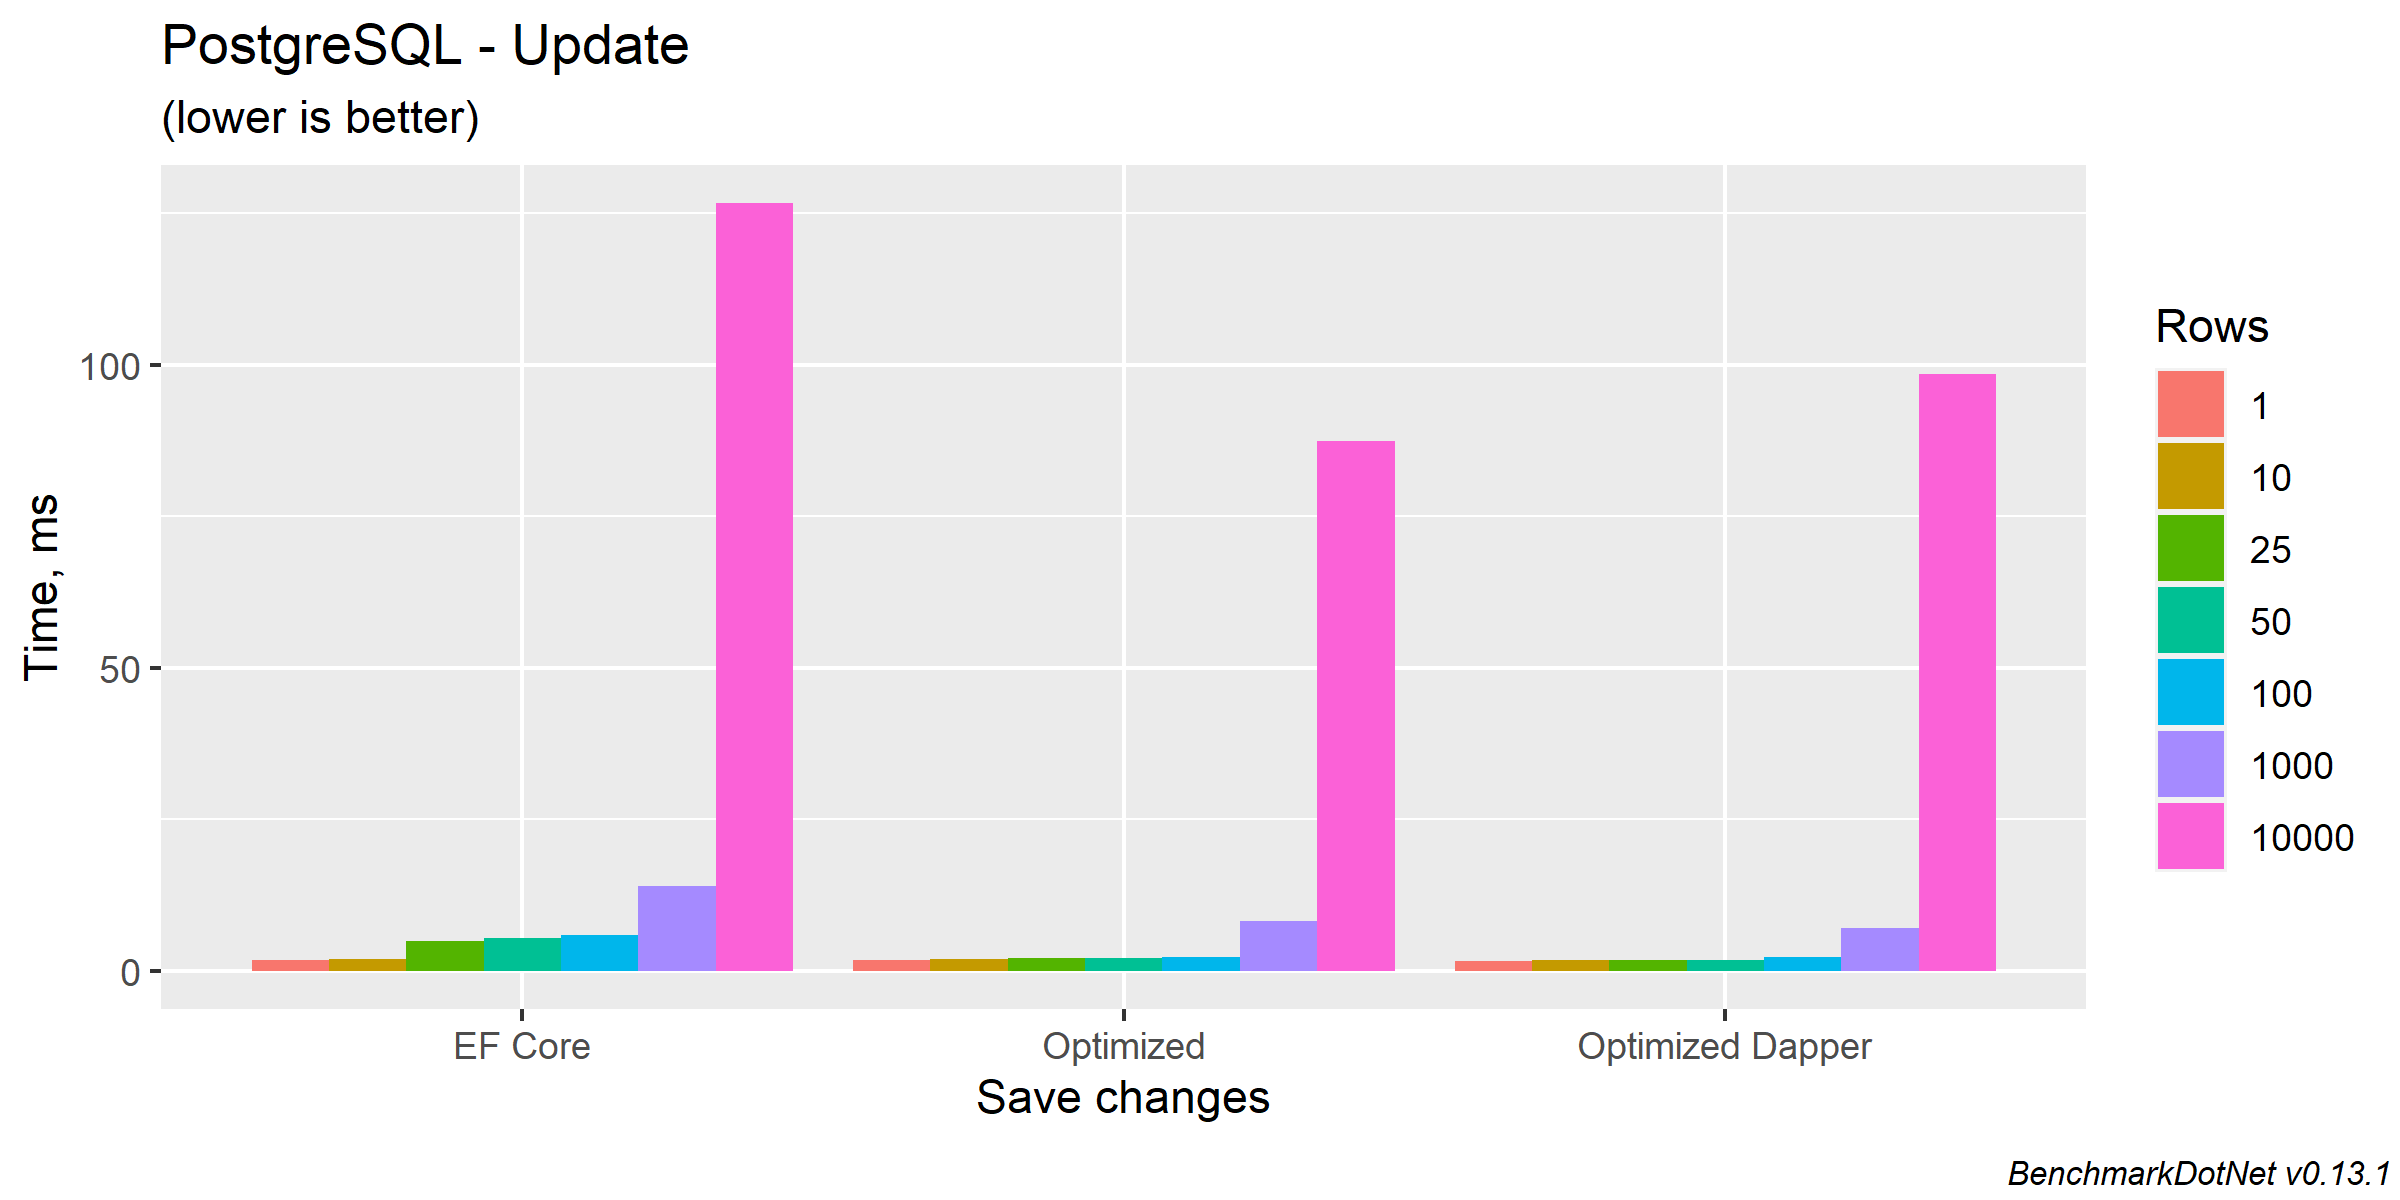 PostgreSQL - Update
(lower is better)
Time, ms
100
50
0
EF Core
Optimized
Optimized Dapper
Save changes
Rows
1
10
25
50
100
1000
10000
BenchmarkDotNet v0.13.1